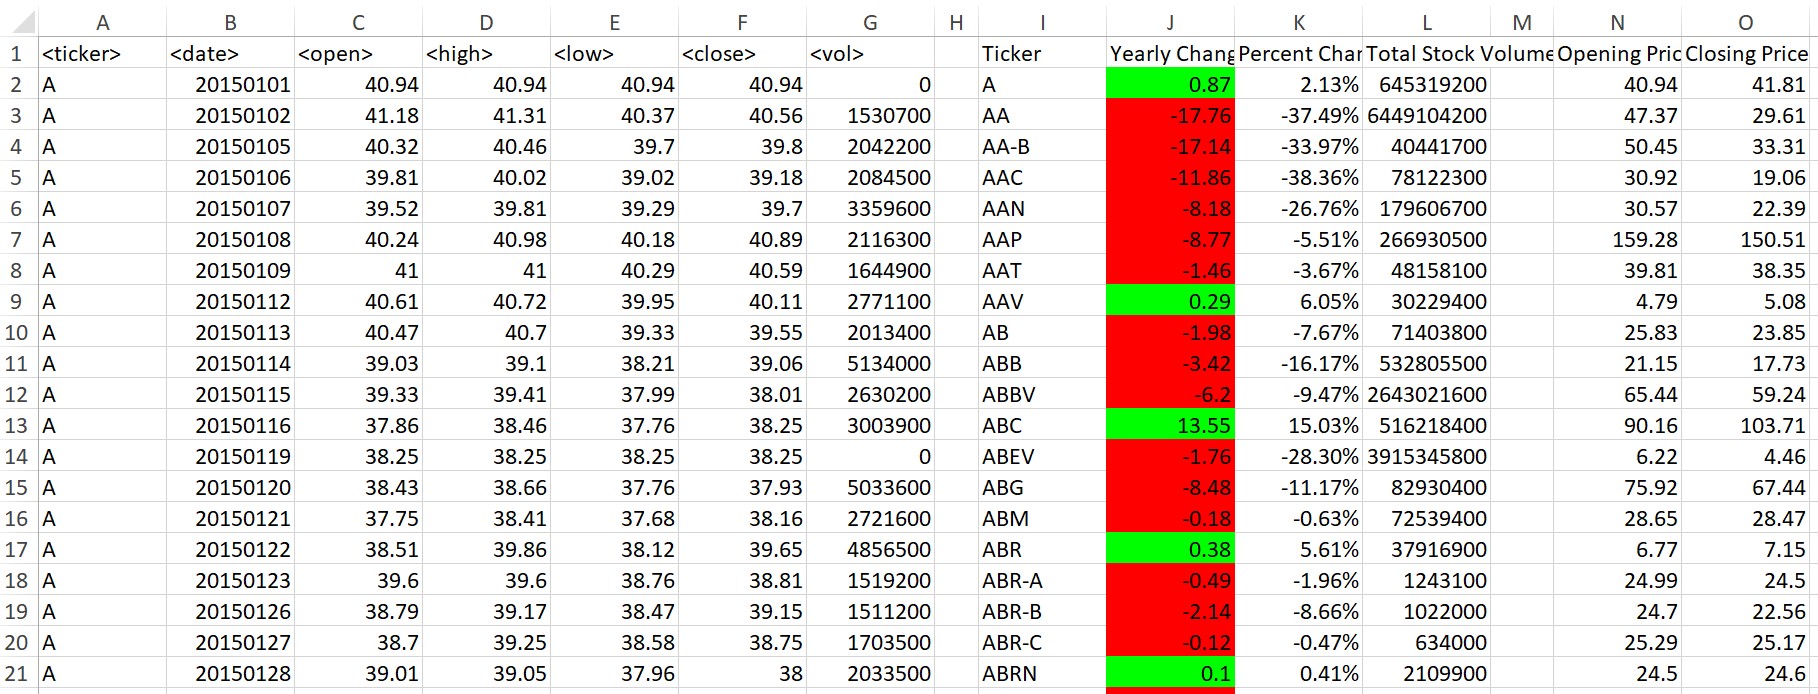 A B C D E F G H I J K L M N O
1 <ticker> <date> <open> <high> <low> <close> <vol> Ticker Yearly Chang Percent Char Total Stock Volume Opening Pric Closing Price
2 A 20150101 40.94 40.94 40.94 40.94 0 A 0.87 2.13% 645319200 40.94 41.81
3 A 20150102 41.18 41.31 40.37 40.56 1530700 AA -17.76 -37.49% 6449104200 47.37 29.61
4 A 20150105 40.32 40.46 39.7 39.8 2042200 AA-B -17.14 -33.97% 40441700 50.45 33.31
5 A 20150106 39.81 40.02 39.02 39.18 2084500 AAC -11.86 -38.36% 78122300 30.92 19.06
6 A 20150107 39.52 39.81 39.29 39.7 3359600 AAN -8.18 -26.76% 179606700 30.57 22.39
7 A 20150108 40.24 40.98 40.18 40.89 2116300 AAP -8.77 -5.51% 266930500 159.28 150.51
8 A 20150109 41 41 40.29 40.59 1644900 AAT -1.46 -3.67% 48158100 39.81 38.35
9 A 20150112 40.61 40.72 39.95 40.11 2771100 AAV 0.29 6.05% 30229400 4.79 5.08
10 A 20150113 40.47 40.7 39.33 39.55 2013400 AB -1.98 -7.67% 71403800 25.83 23.85
11 A 20150114 39.03 39.1 38.21 39.06 5134000 ABB -3.42 -16.17% 532805500 21.15 17.73
12 A 20150115 39.33 39.41 37.99 38.01 2630200 ABBV -6.2 -9.47% 2643021600 65.44 59.24
13 A 20150116 37.86 38.46 37.76 38.25 3003900 ABC 13.55 15.03% 516218400 90.16 103.71
14 A 20150119 38.25 38.25 38.25 38.25 0 ABEV -1.76 -28.30% 3915345800 6.22 4.46
15 A 20150120 38.43 38.66 37.76 37.93 5033600 ABG -8.48 -11.17% 82930400 75.92 67.44
16 A 20150121 37.75 38.41 37.68 38.16 2721600 ABM -0.18 -0.63% 72539400 28.65 28.47
17 A 20150122 38.51 39.86 38.12 39.65 4856500 ABR 0.38 5.61% 37916900 6.77 7.15
18 A 20150123 39.6 39.6 38.76 38.81 1519200 ABR-A -0.49 -1.96% 1243100 24.99 24.5
19 A 20150126 38.79 39.17 38.47 39.15 1511200 ABR-B -2.14 -8.66% 1022000 24.7 22.56
20 A 20150127 38.7 39.25 38.58 38.75 1703500 ABR-C -0.12 -0.47% 634000 25.29 25.17
21 A 20150128 39.01 39.05 37.96 38 2033500 ABRN 0.1 0.41% 2109900 24.5 24.6